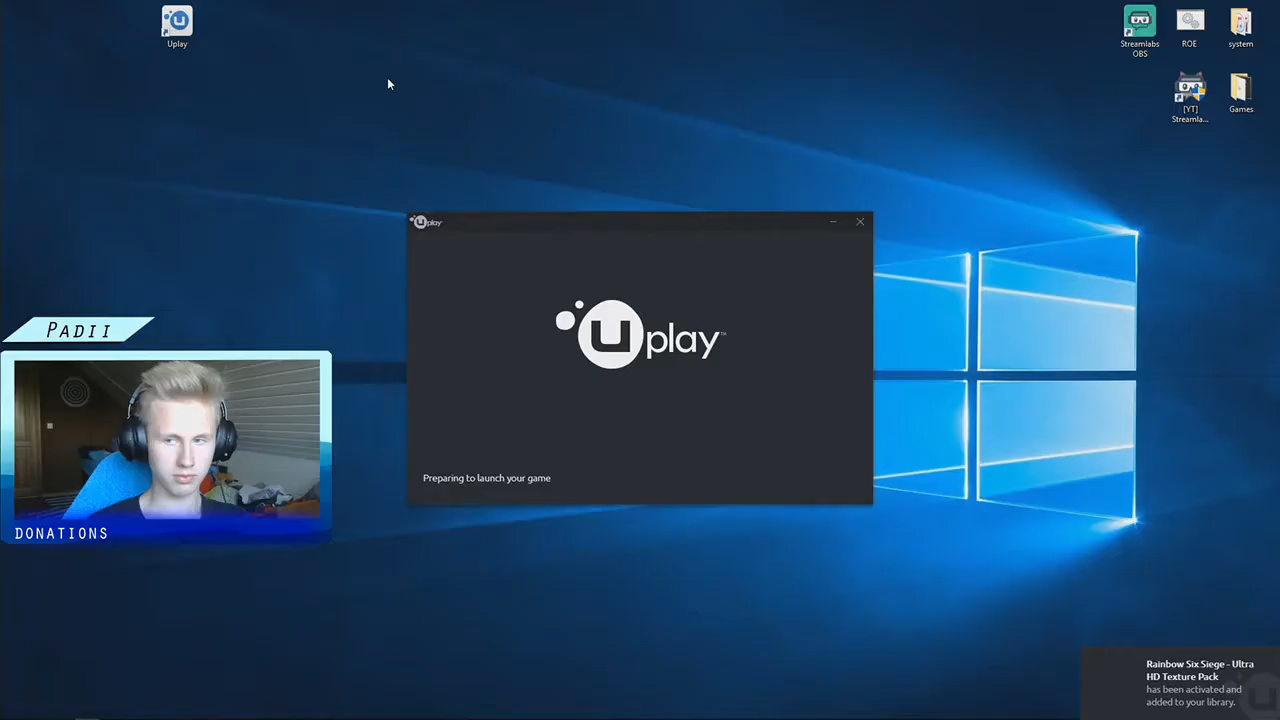 Uplay
Streamlabs
OBS
ROE
system
[YT]
Streamla...
Games
Uplay
Uplay™
Preparing to launch your game
PADII
DONATIONS
Rainbow Six Siege - Ultra
HD Texture Pack
has been activated and
added to your library.